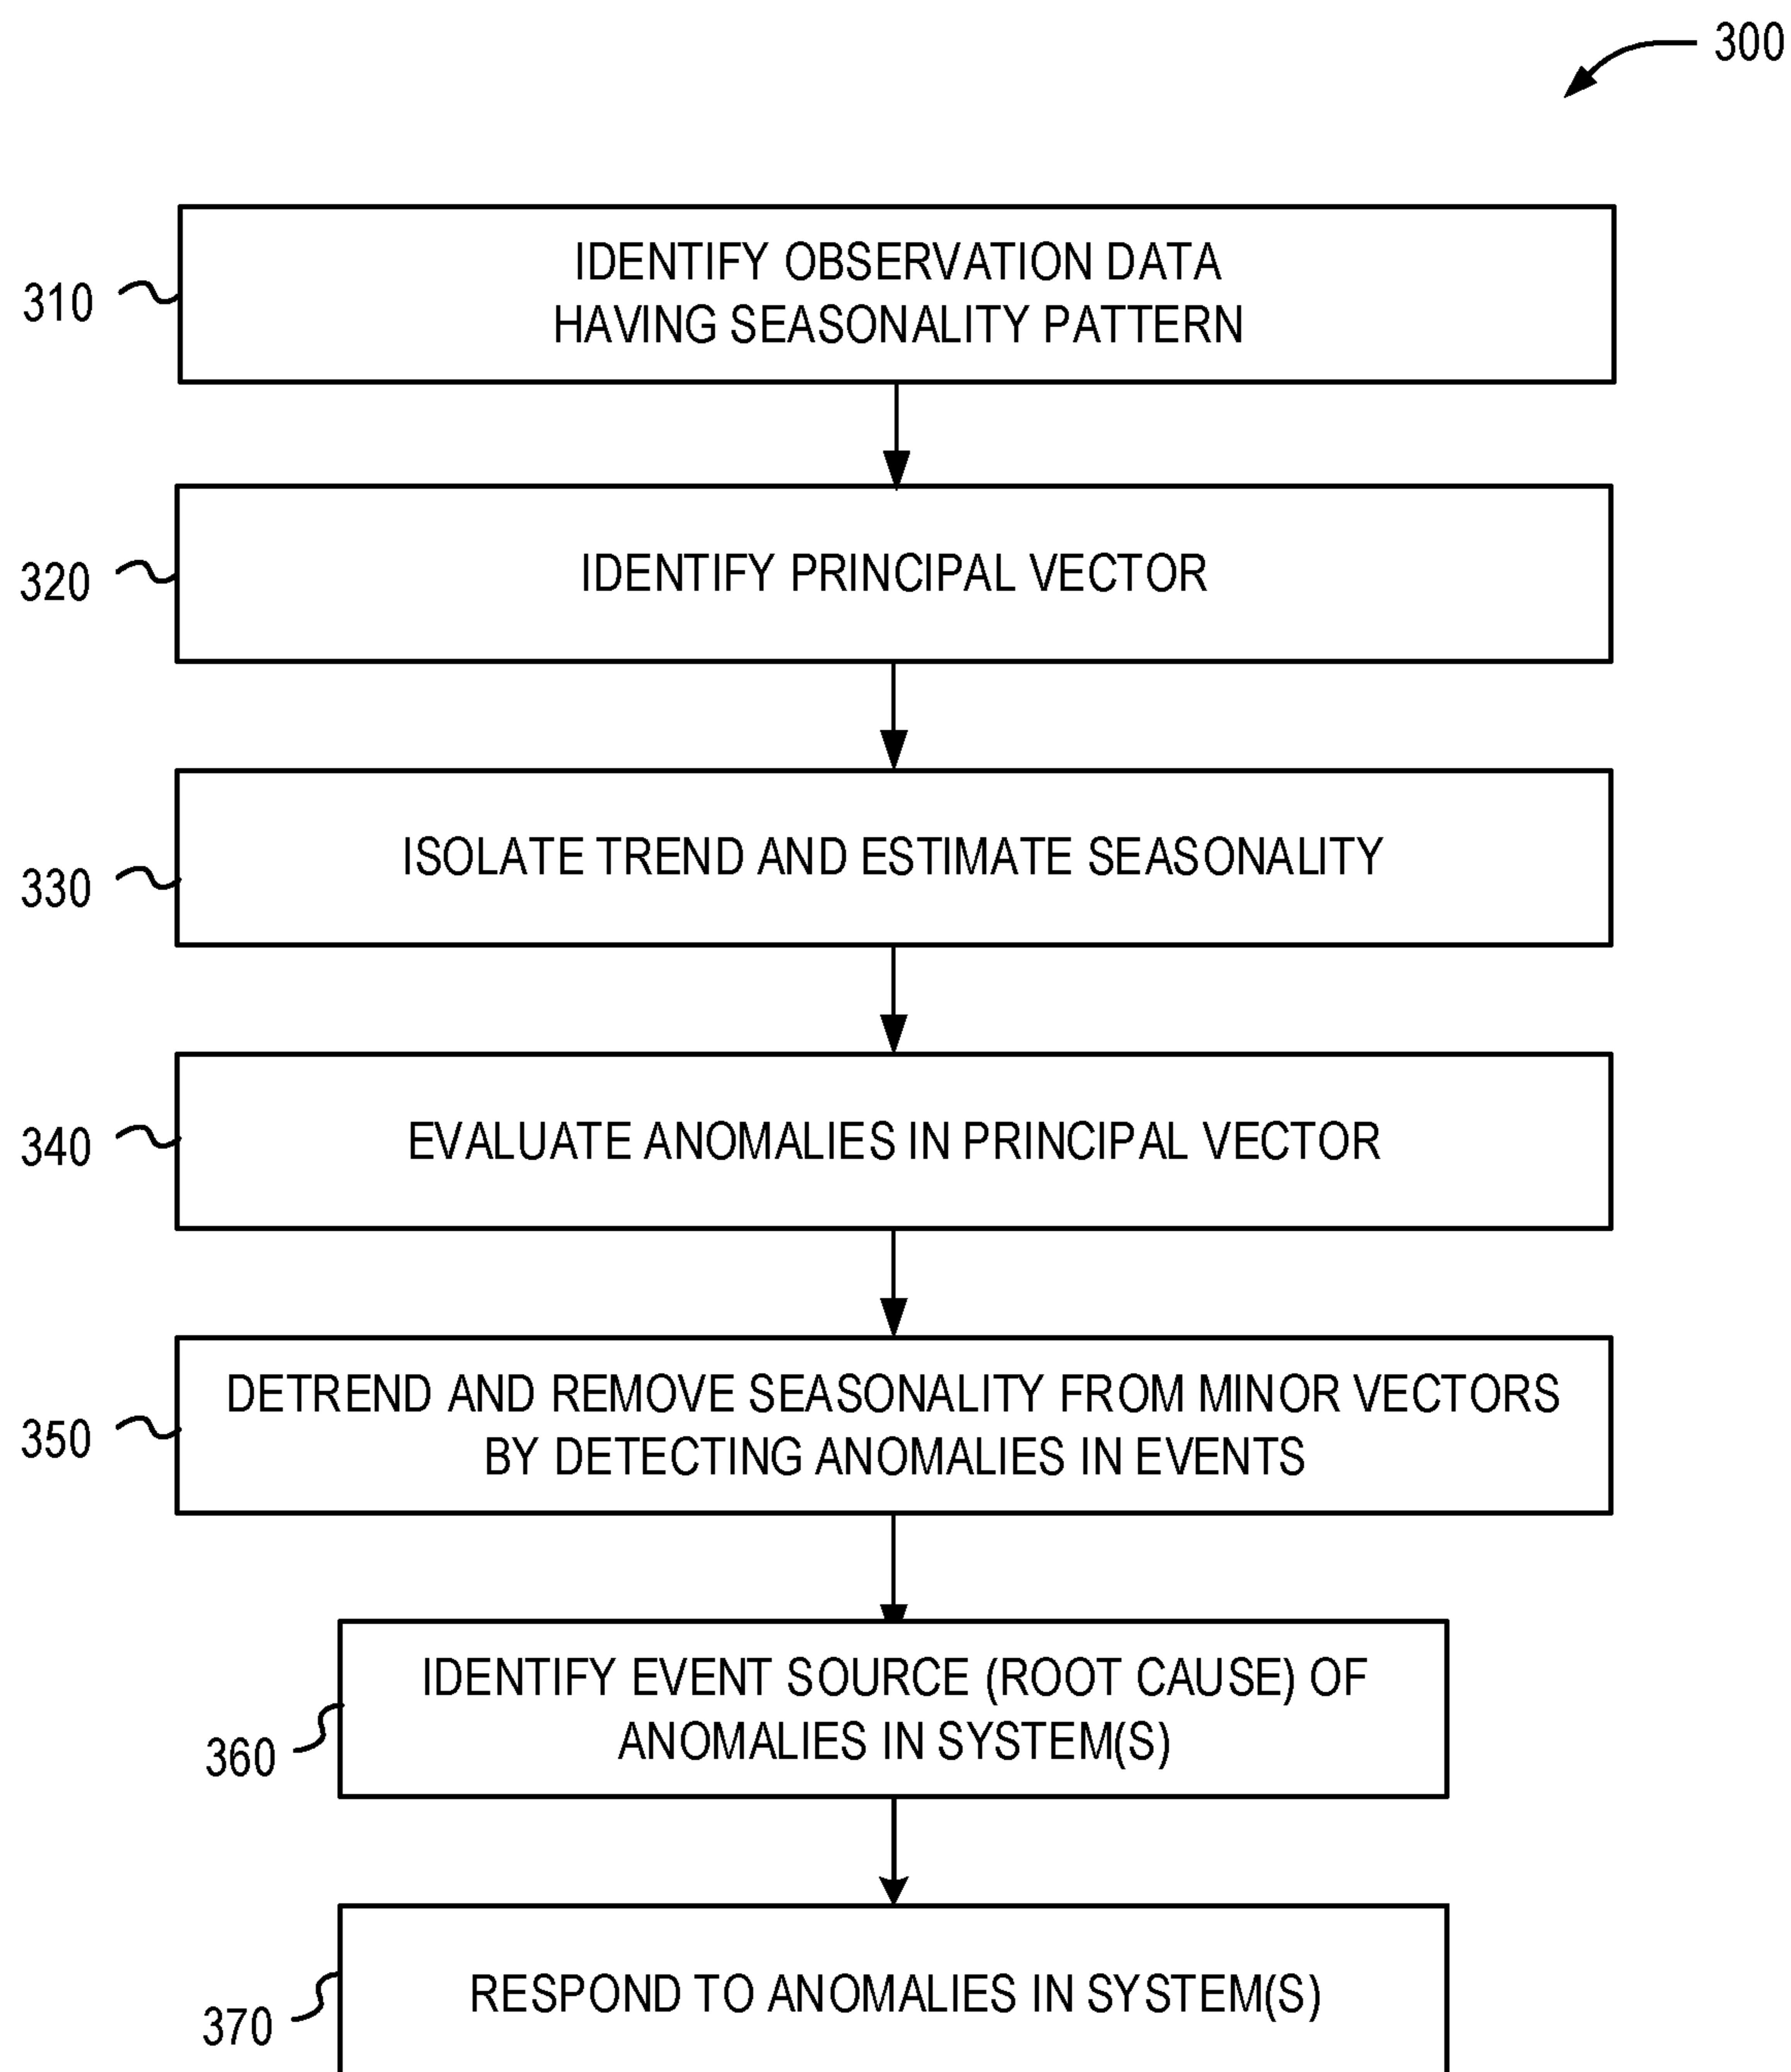 300
IDENTIFY OBSERVATION DATA
HAVING SEASONALITY PATTERN
310
IDENTIFY PRINCIPAL VECTOR
320
ISOLATE TREND AND ESTIMATE SEASONALITY
330
EVALUATE ANOMALIES IN PRINCIPAL VECTOR
340
DETREND AND REMOVE SEASONALITY FROM MINOR VECTORS
BY DETECTING ANOMALIES IN EVENTS
350
IDENTIFY EVENT SOURCE (ROOT CAUSE) OF
ANOMALIES IN SYSTEM(S)
360
RESPOND TO ANOMALIES IN SYSTEM(S)
370